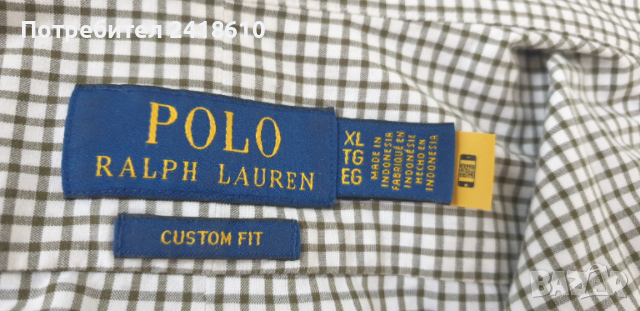 Потребител 2418610
POLO
RALPH LAUREN
XL
TG
EG
MADE IN
INDONESIA
FABRIQUÉ EN
INDONÉSIE
HECHO EN
INDONESIA
CUSTOM FIT
BAZAR